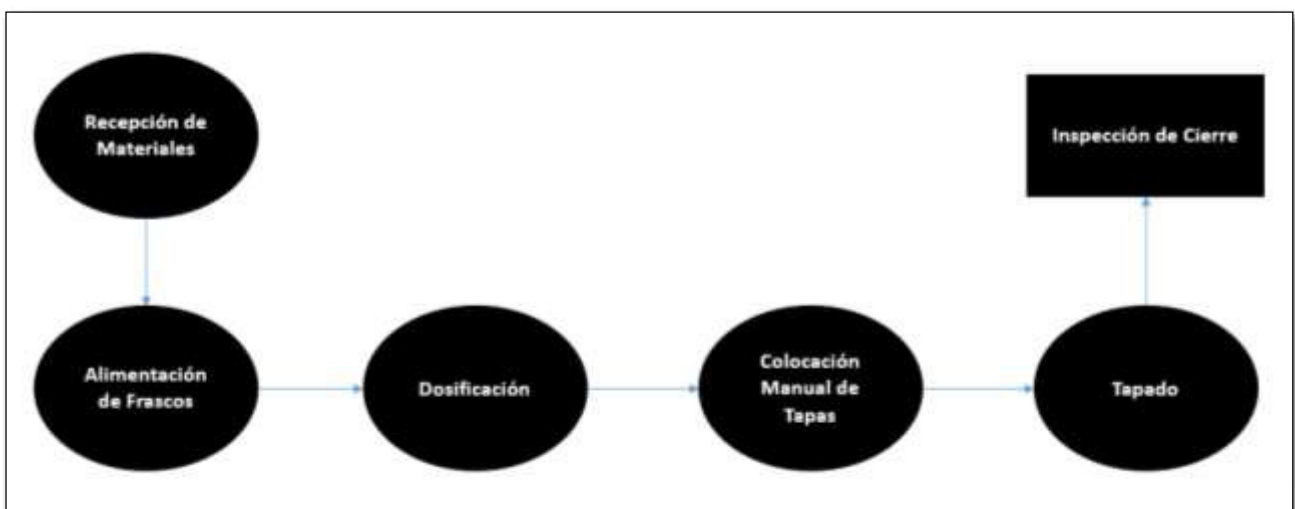 Recepción de
Materiales
Inspección de Cierre
Alimentación
de Frascos
Dosificación
Colocación
Manual de
Tapas
Tapado